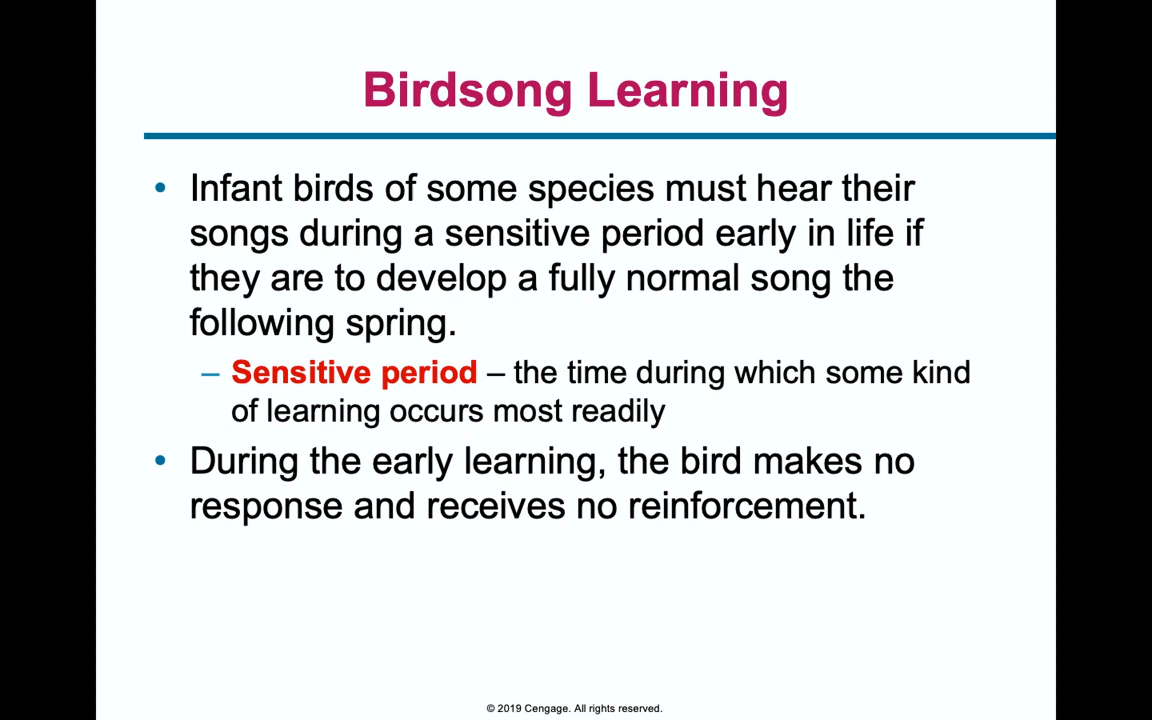 Birdsong Learning
• Infant birds of some species must hear their
songs during a sensitive period early in life if
they are to develop a fully normal song the
following spring.
– Sensitive period – the time during which some kind
of learning occurs most readily
• During the early learning, the bird makes no
response and receives no reinforcement.
© 2019 Cengage. All rights reserved.